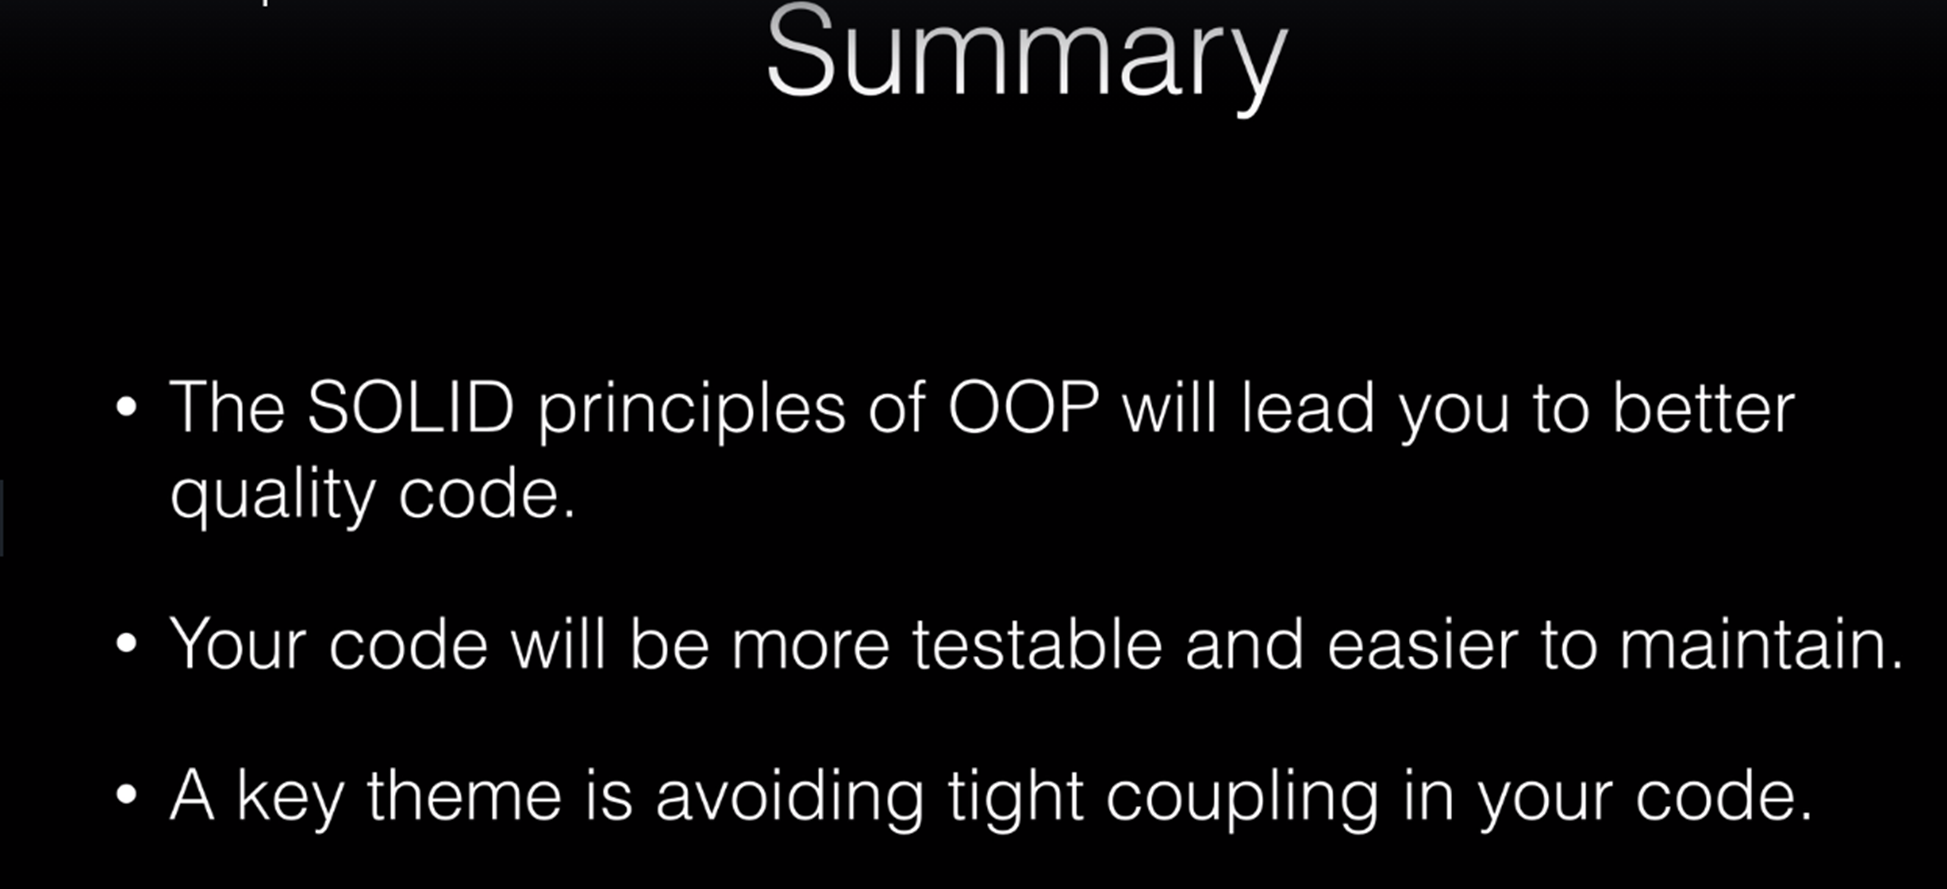 Summary
• The SOLID principles of OOP will lead you to better
quality code.
• Your code will be more testable and easier to maintain.
• A key theme is avoiding tight coupling in your code.